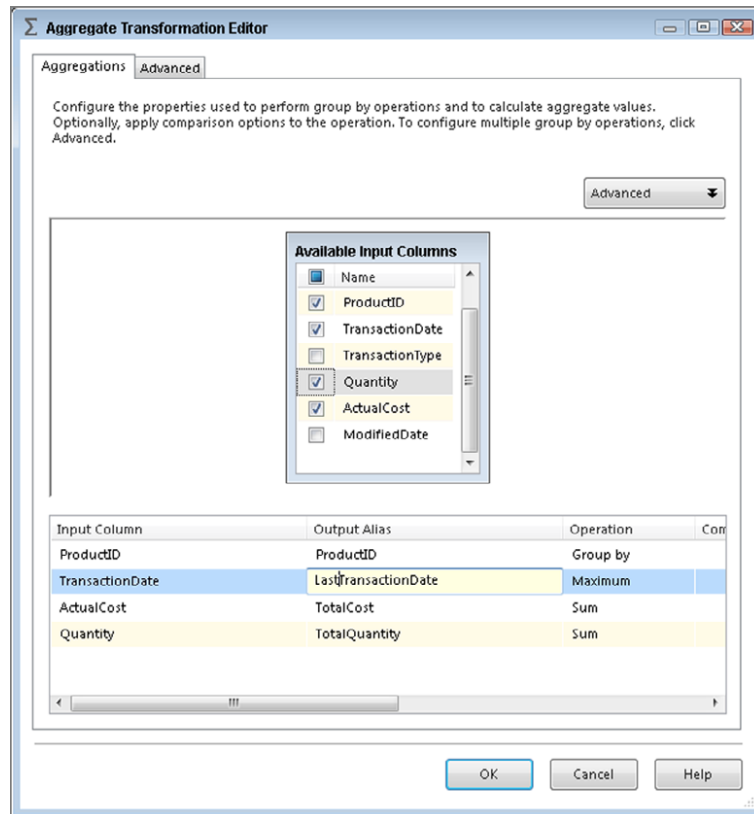 Σ Aggregate Transformation Editor
Aggregations Advanced
Configure the properties used to perform group by operations and to calculate aggregate values.
Optionally, apply comparison options to the operation. To configure multiple group by operations, click
Advanced.
Advanced
Available Input Columns
Name
ProductID
TransactionDate
TransactionType
Quantity
ActualCost
ModifiedDate
Input Column Output Alias Operation Com
ProductID ProductID Group by
TransactionDate LastTransactionDate Maximum
ActualCost TotalCost Sum
Quantity TotalQuantity Sum
OK Cancel Help